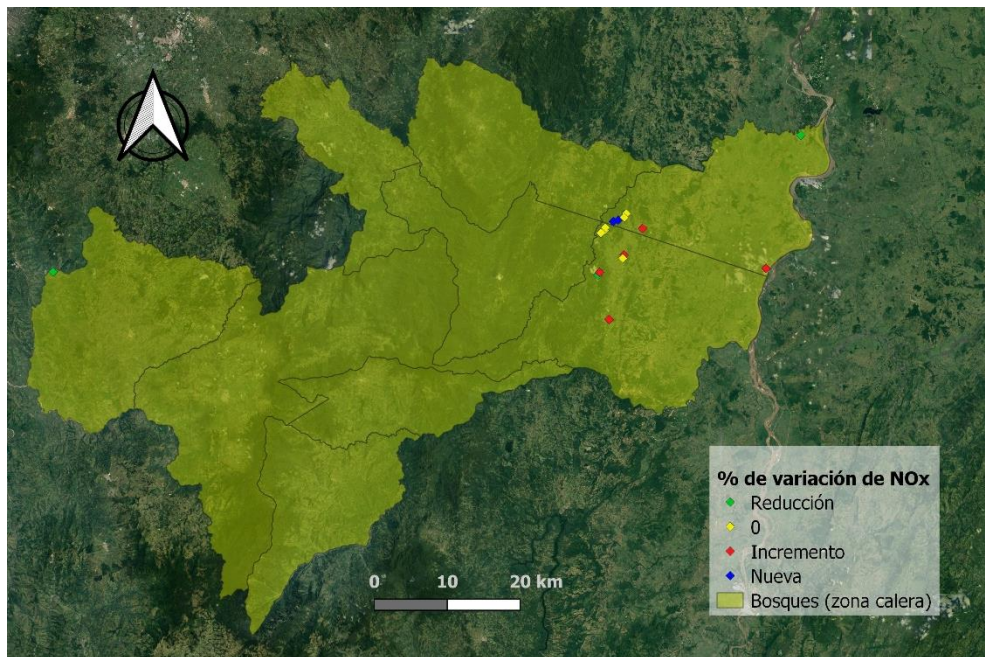 % de variación de NOx
Reducción
0
Incremento
Nueva
Bosques (zona calera)
0 10 20 km